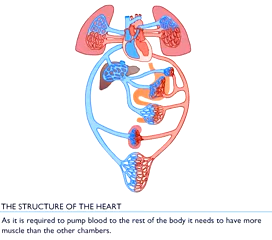 THE STRUCTURE OF THE HEART
As it is required to pump blood to the rest of the body it needs to have more
muscle than the other chambers.